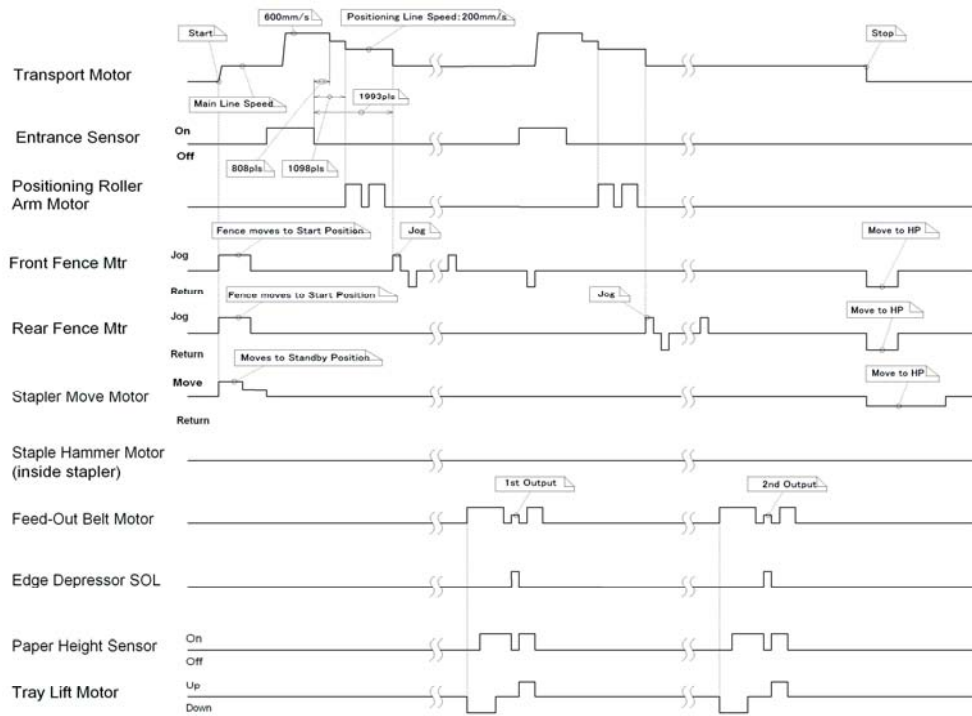 600mm/s
Positioning Line Speed:200mm/s
Start
Stop
Transport Motor
Main Line Speed
1993pls
Entrance Sensor
On
Off
808pls
1098pls
Positioning Roller
Arm Motor
Fence moves to Start Position
Jog
Move to HP
Front Fence Mtr
Jog
Return
Fence moves to Start Position
Jog
Move to HP
Rear Fence Mtr
Jog
Return
Moves to Standby Position
Move to HP
Stapler Move Motor
Move
Return
Staple Hammer Motor
(inside stapler)
1st Output
2nd Output
Feed-Out Belt Motor
Edge Depressor SOL
Paper Height Sensor
On
Off
Tray Lift Motor
Up
Down